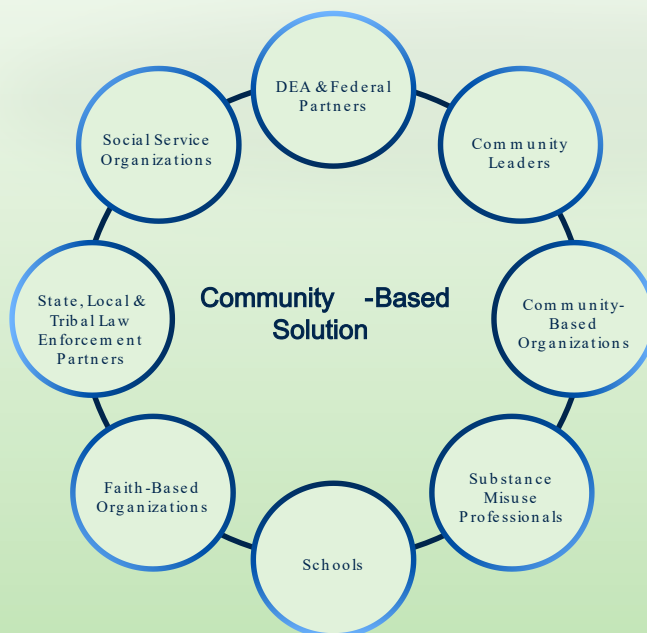 DEA & Federal
Partners
Community
Leaders
Community-
Based
Organizations
Substance
Misuse
Professionals
Schools
Faith-Based
Organizations
State, Local &
Tribal Law
Enforcement
Partners
Social Service
Organizations
Community -Based
Solution